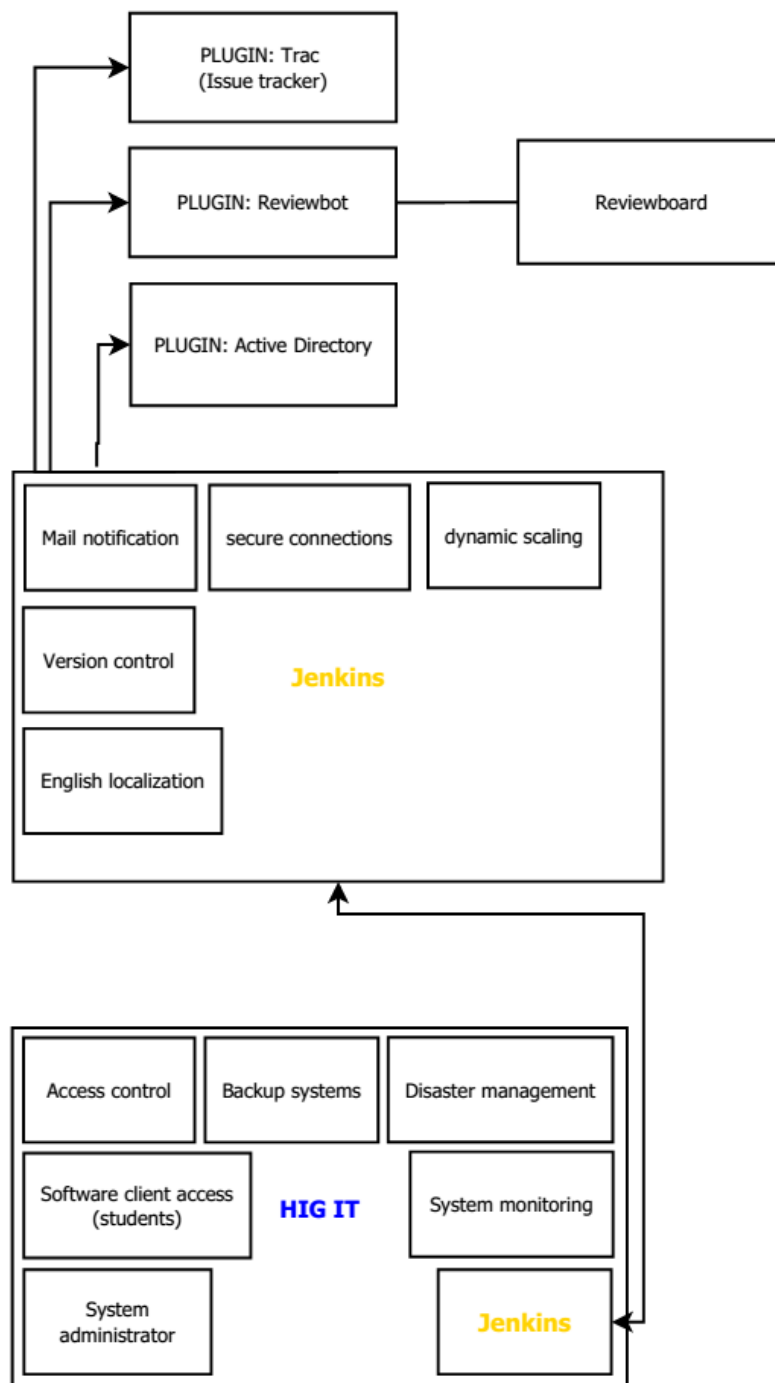 PLUGIN: Trac
(Issue tracker)
PLUGIN: Reviewbot
Reviewboard
PLUGIN: Active Directory
Mail notification
secure connections
dynamic scaling
Version control
Jenkins
English localization
Access control
Backup systems
Disaster management
Software client access
(students)
HIG IT
System monitoring
System
administrator
Jenkins